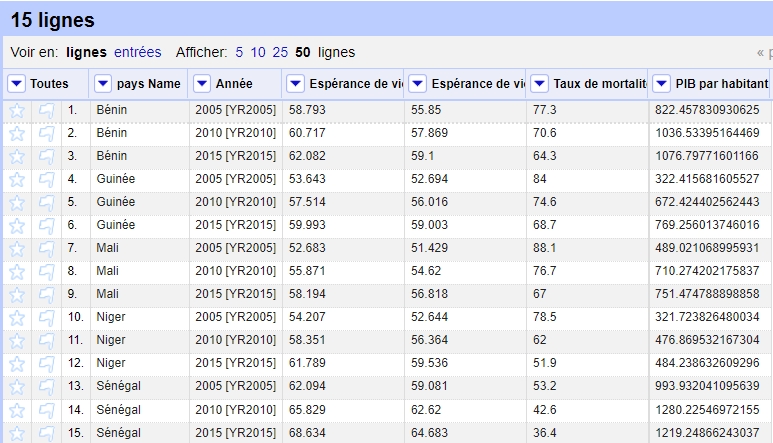 15 lignes
Voir en: lignes entrées Afficher: 5 10 25 50 lignes « p
Toutes pays Name Année Espérance de vie Espérance de vie Taux de mortalit PIB par habitant
1. Bénin 2005 [YR2005] 58.793 55.85 77.3 822.457830930625
2. Bénin 2010 [YR2010] 60.717 57.869 70.6 1036.53395164469
3. Bénin 2015 [YR2015] 62.082 59.1 64.3 1076.79771601166
4. Guinée 2005 [YR2005] 53.643 52.694 84 322.415681605527
5. Guinée 2010 [YR2010] 57.514 56.016 74.6 672.424402562443
6. Guinée 2015 [YR2015] 59.993 59.003 68.7 769.256013746016
7. Mali 2005 [YR2005] 52.683 51.429 88.1 489.021068995931
8. Mali 2010 [YR2010] 55.871 54.62 76.7 710.274202175837
9. Mali 2015 [YR2015] 58.194 56.818 67 751.474788898858
10. Niger 2005 [YR2005] 54.207 52.644 78.5 321.723826480034
11. Niger 2010 [YR2010] 58.351 56.364 62 476.869532167304
12. Niger 2015 [YR2015] 61.789 59.536 51.9 484.238632609296
13. Sénégal 2005 [YR2005] 62.094 59.081 53.2 993.932041095639
14. Sénégal 2010 [YR2010] 65.829 62.62 42.6 1280.22546972155
15. Sénégal 2015 [YR2015] 68.634 64.683 36.4 1219.24866243037